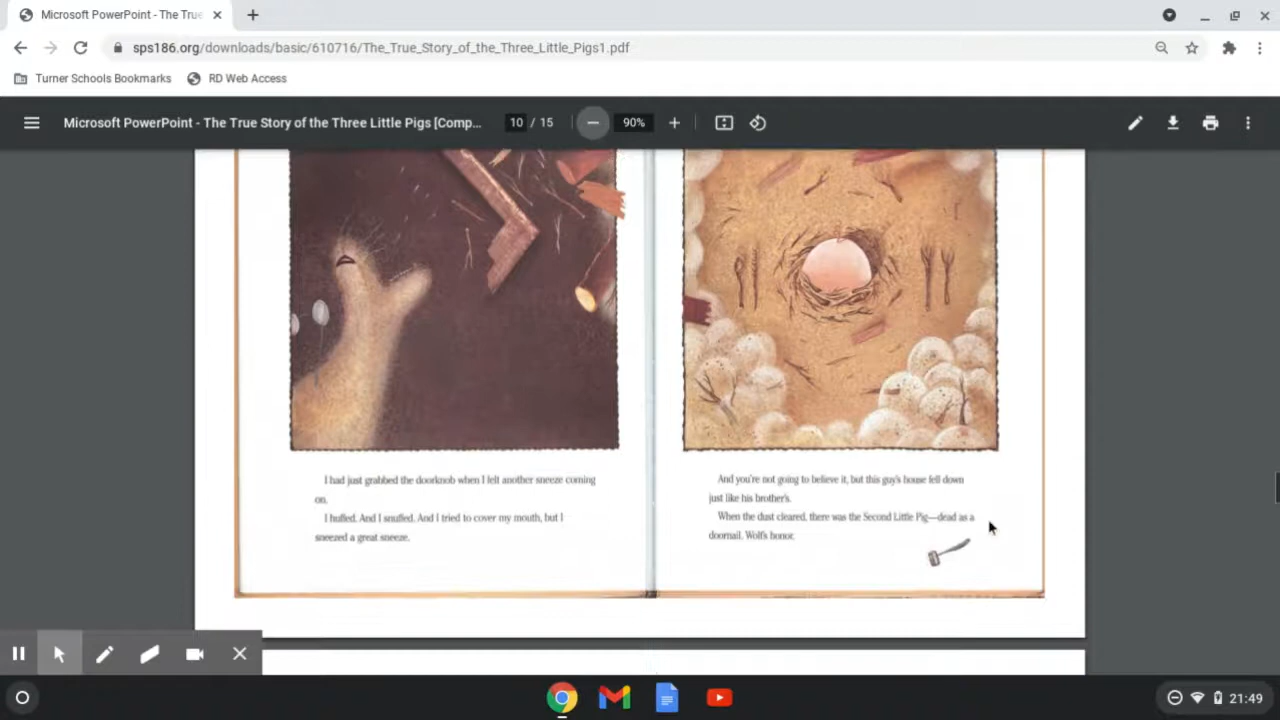 Microsoft PowerPoint - The True
sps186.org/downloads/basic/610716/The_True_Story_of_the_Three_Little_Pigs1.pdf
Turner Schools Bookmarks RD Web Access
Microsoft PowerPoint - The True Story of the Three Little Pigs [Comp... 10 / 15 90%
I had just grabbed the doorknob when I felt another sneeze coming
on.
I huffed. And I snuffed. And I tried to cover my mouth, but I
sneezed a great sneeze.
And you're not going to believe it, but this guy's house fell down
just like his brother's.
When the dust cleared, there was the Second Little Pig—dead as a
doornail. Wolf's honor.
21:49